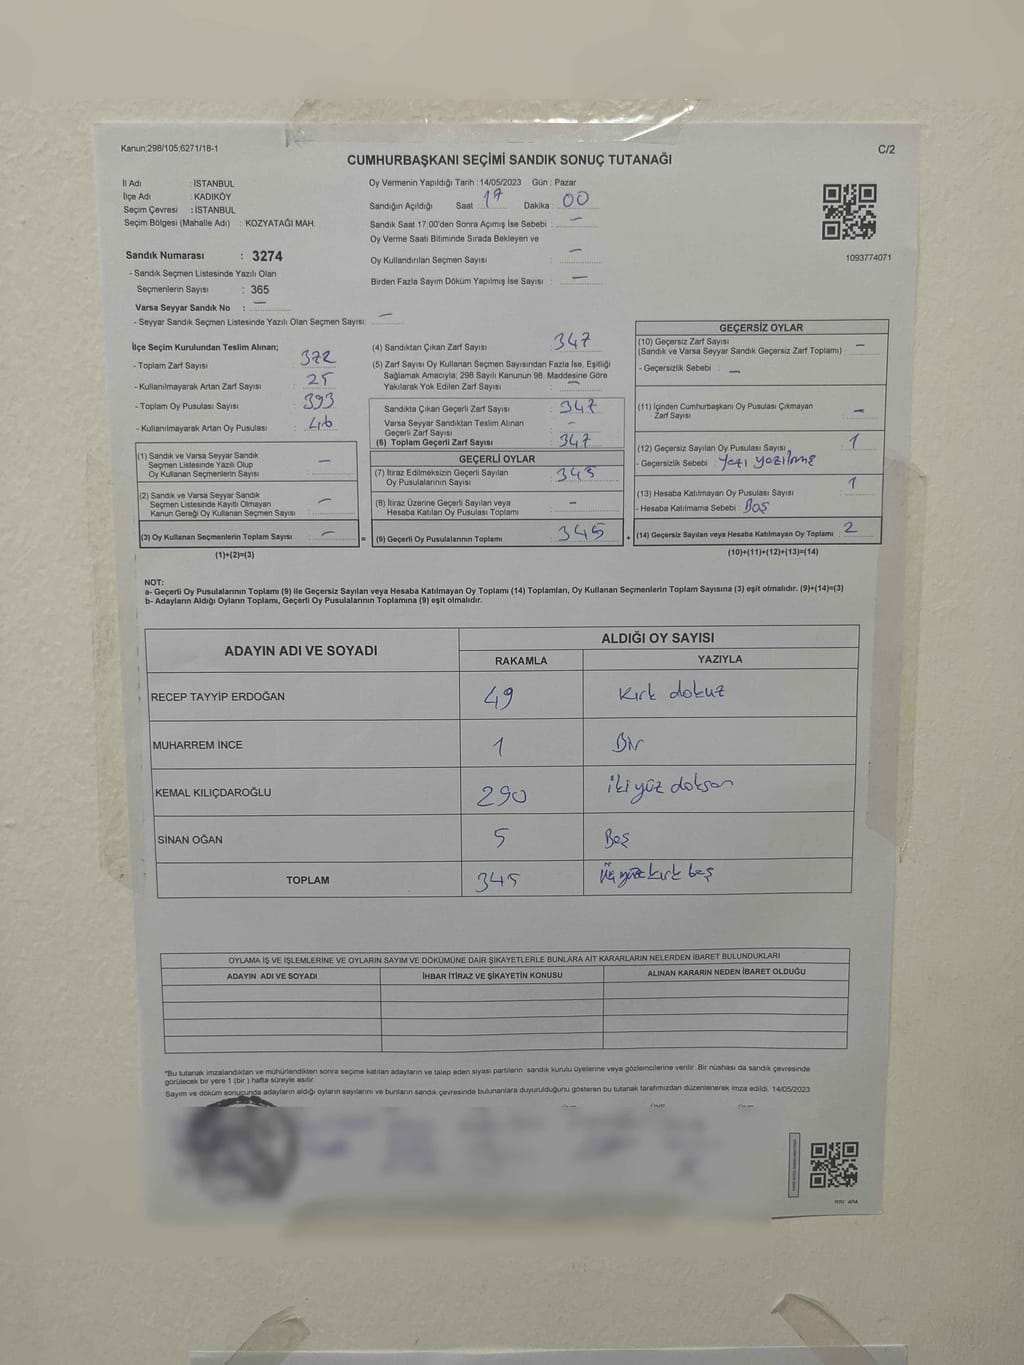 Kanun;298/105;6271/18-1
C/2
CUMHURBAŞKANI SEÇİMİ SANDIK SONUÇ TUTANAĞI
İl Adı : İSTANBUL
İlçe Adı : KADIKÖY
Seçim Çevresi : İSTANBUL
Seçim Bölgesi (Mahalle Adı) : KOZYATAĞI MAH.
Sandık Numarası : 3274
- Sandık Seçmen Listesinde Yazılı Olan
Seçmenlerin Sayısı : 365
Varsa Seyyar Sandık No : —
- Seyyar Sandık Seçmen Listesinde Yazılı Olan Seçmen Sayısı: —
Oy Vermenin Yapıldığı Tarih : 14/05/2023 Gün : Pazar
Sandığın Açıldığı Saat : 17 Dakika : 00
Sandık Saat 17.00'den Sonra Açımış İse Sebebi : —
Oy Verme Saati Bitiminde Sırada Bekleyen ve
Oy Kullandırılan Seçmen Sayısı : —
Birden Fazla Sayım Döküm Yapılmış İse Sayısı : —
1093774071
İlçe Seçim Kurulundan Teslim Alınan;
- Toplam Zarf Sayısı : 372
- Kullanılmayarak Artan Zarf Sayısı : 25
- Toplam Oy Pusulası Sayısı : 393
- Kullanılmayarak Artan Oy Pusulası : 46
(1) Sandık ve Varsa Seyyar Sandık
Seçmen Listesinde Yazılı Olup
Oy Kullanan Seçmenlerin Sayısı —
(2) Sandık ve Varsa Seyyar Sandık
Seçmen Listesinde Kayıtlı Olmayan
Kanun Gereği Oy Kullanan Seçmen Sayısı : —
(3) Oy Kullanan Seçmenlerin Toplam Sayısı : —
(1)+(2)=(3)
(4) Sandıktan Çıkan Zarf Sayısı : 347
(5) Zarf Sayısı Oy Kullanan Seçmen Sayısından Fazla İse, Eşitliği
Sağlamak Amacıyla; 298 Sayılı Kanunun 98. Maddesine Göre
Yakılarak Yok Edilen Zarf Sayısı : —
Sandıkta Çıkan Geçerli Zarf Sayısı : 347
Varsa Seyyar Sandıktan Teslim Alınan
Geçerli Zarf Sayısı : —
(6) Toplam Geçerli Zarf Sayısı : 347
GEÇERLİ OYLAR
(7) İtiraz Edilmeksizin Geçerli Sayılan
Oy Pusulalarının Sayısı : 345
(8) İtiraz Üzerine Geçerli Sayılan veya
Hesaba Katılan Oy Pusulası Toplamı : —
= (9) Geçerli Oy Pusulalarının Toplamı : 345 +
GEÇERSİZ OYLAR
(10) Geçersiz Zarf Sayısı
(Sandık ve Varsa Seyyar Sandık Geçersiz Zarf Toplamı) : —
- Geçersizlik Sebebi : —
(11) İçinden Cumhurbaşkanı Oy Pusulası Çıkmayan
Zarf Sayısı : —
(12) Geçersiz Sayılan Oy Pusulası Sayısı : 1
- Geçersizlik Sebebi : Yazı yazılmış
(13) Hesaba Katılmayan Oy Pusulası Sayısı 1
- Hesaba Katılmama Sebebi : Boş
(14) Geçersiz Sayılan veya Hesaba Katılmayan Oy Toplamı : 2
(10)+(11)+(12)+(13)=(14)
NOT:
a- Geçerli Oy Pusulalarının Toplamı (9) ile Geçersiz Sayılan veya Hesaba Katılmayan Oy Toplamı (14) Toplamları, Oy Kullanan Seçmenlerin Toplam Sayısına (3) eşit olmalıdır. (9)+(14)=(3)
b- Adayların Aldığı Oyların Toplamı, Geçerli Oy Pusulalarının Toplamına (9) eşit olmalıdır.
ADAYIN ADI VE SOYADI
ALDIĞI OY SAYISI
RAKAMLA YAZIYLA
RECEP TAYYİP ERDOĞAN 49 Kırk dokuz
MUHARREM İNCE 1 Bir
KEMAL KILIÇDAROĞLU 290 iki yüz doksan
SİNAN OĞAN 5 Beş
TOPLAM 345 Üç yüz kırk beş
OYLAMA İŞ VE İŞLEMLERİNE VE OYLARIN SAYIM VE DÖKÜMÜNE DAİR ŞİKAYETLERLE BUNLARA AİT KARARLARIN NELERDEN İBARET BULUNDUKLARI
ADAYIN ADI VE SOYADI İHBAR İTİRAZ VE ŞİKAYETİN KONUSU ALINAN KARARIN NEDEN İBARET OLDUĞU
*Bu tutanak imzalandıktan ve mühürlendikten sonra seçime katılan adayların ve talep eden siyasi partilerin sandık kurulu üyelerine veya gözlemcilerine verilir. Bir nüshası da sandık çevresinde
görülecek bir yere 1 (bir ) hafta süreyle asılır.
Sayım ve döküm sonucunda adayların aldığı oyların sayılarını ve bunların sandık çevresinde bulunanlara duyurulduğunu gösteren bu tutanak tarafımızdan düzenlenerek imza edildi. 14/05/2023